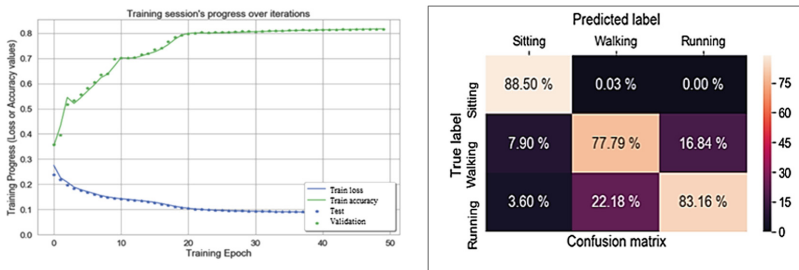 Training session's progress over iterations
Training Progress (Loss or Accuracy values)
0.8
0.7
0.6
0.5
0.4
0.3
0.2
0.1
0.0
0 10 20 30 40 50
Training Epoch
Train loss
Train accuracy
Test
Validation
Predicted label
Sitting Walking Running
True label
Sitting 88.50 % 0.03 % 0.00 %
Walking 7.90 % 77.79 % 16.84 %
Running 3.60 % 22.18 % 83.16 %
Confusion matrix
75
60
45
30
15
0